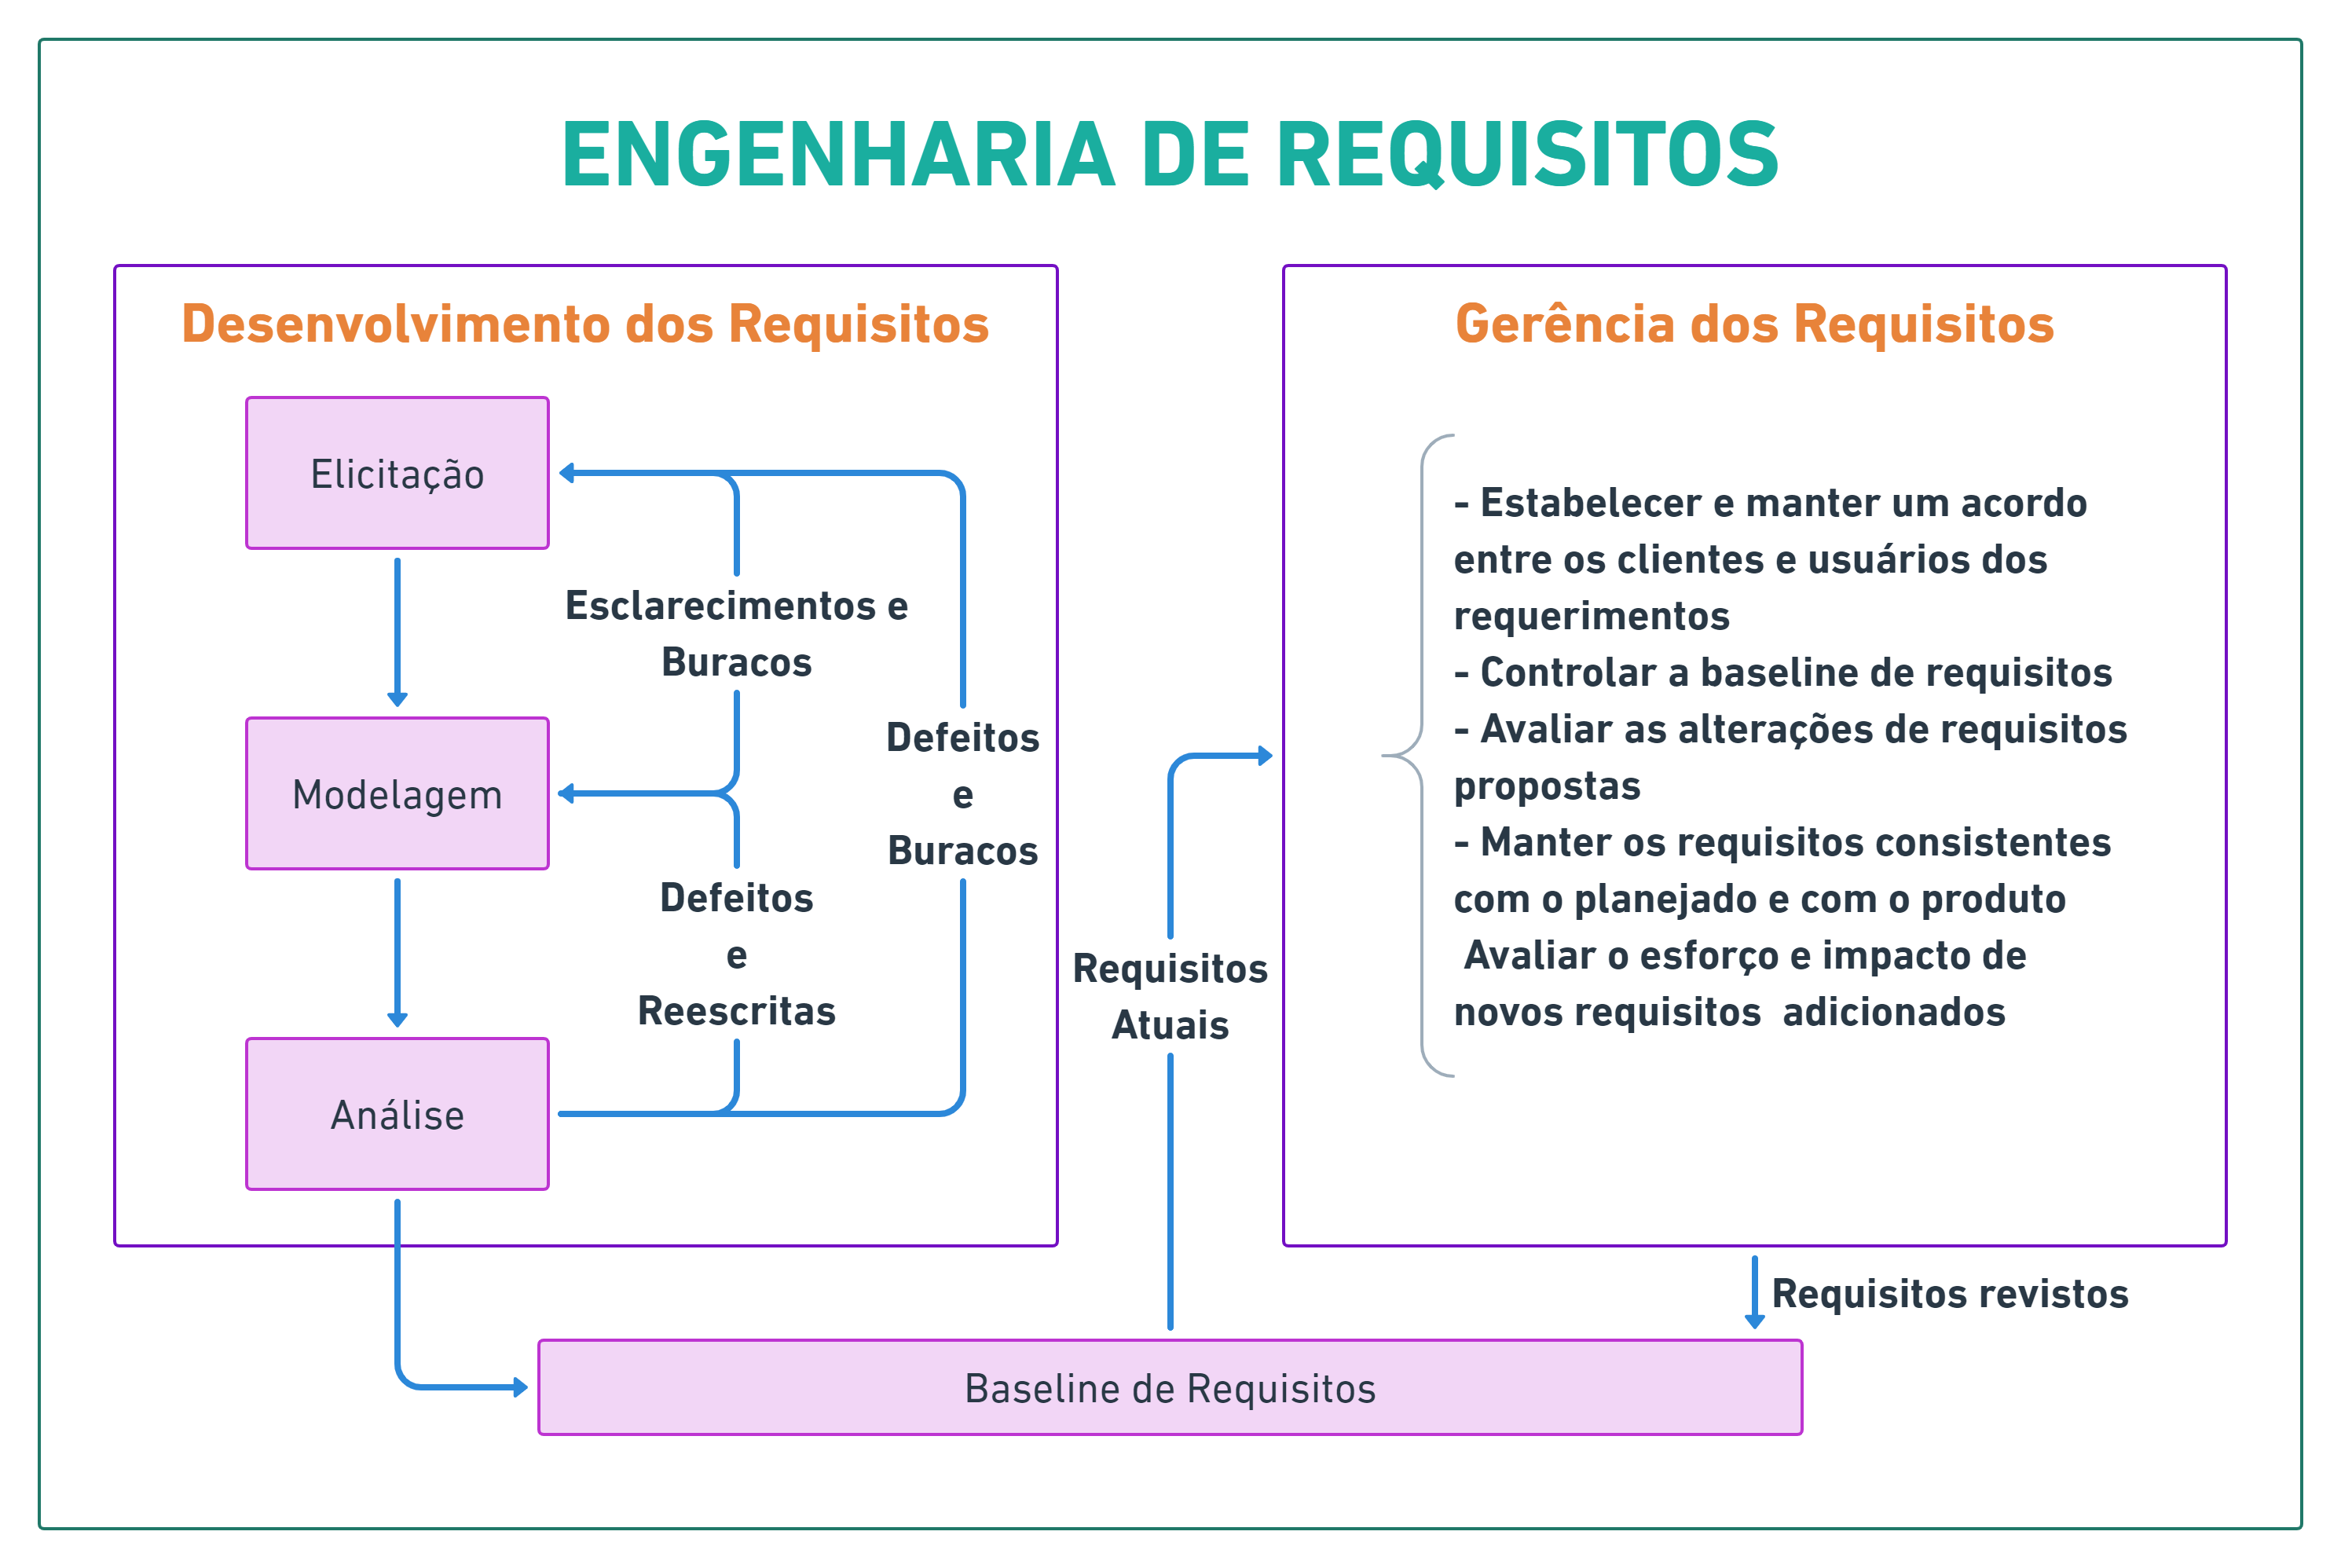 ENGENHARIA DE REQUISITOS
Desenvolvimento dos Requisitos
Elicitação
Esclarecimentos e
Buracos
Modelagem
Defeitos
e
Buracos
Defeitos
e
Reescritas
Análise
Requisitos
Atuais
Gerência dos Requisitos
- Estabelecer e manter um acordo
entre os clientes e usuários dos
requerimentos
- Controlar a baseline de requisitos
- Avaliar as alterações de requisitos
propostas
- Manter os requisitos consistentes
com o planejado e com o produto
Avaliar o esforço e impacto de
novos requisitos  adicionados
Requisitos revistos
Baseline de Requisitos